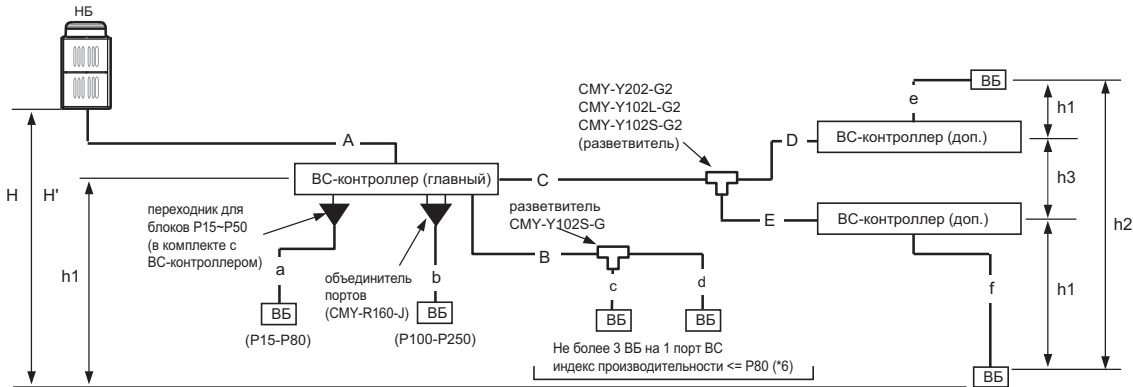 НБ
A
H
H'
h1
ВС-контроллер (главный)
переходник для
блоков P15~P50
(в комплекте с
ВС-контроллером)
a
ВБ
(P15-P80)
объединитель
портов
(CMY-R160-J)
b
ВБ
(P100-P250)
C
B
разветвитель
CMY-Y102S-G
c
d
ВБ
ВБ
Не более 3 ВБ на 1 порт ВС
индекс производительности <= P80 (*6)
CMY-Y202-G2
CMY-Y102L-G2
CMY-Y102S-G2
(разветвитель)
D
E
e
ВБ
ВС-контроллер (доп.)
ВС-контроллер (доп.)
f
ВБ
h1
h3
h2
h1